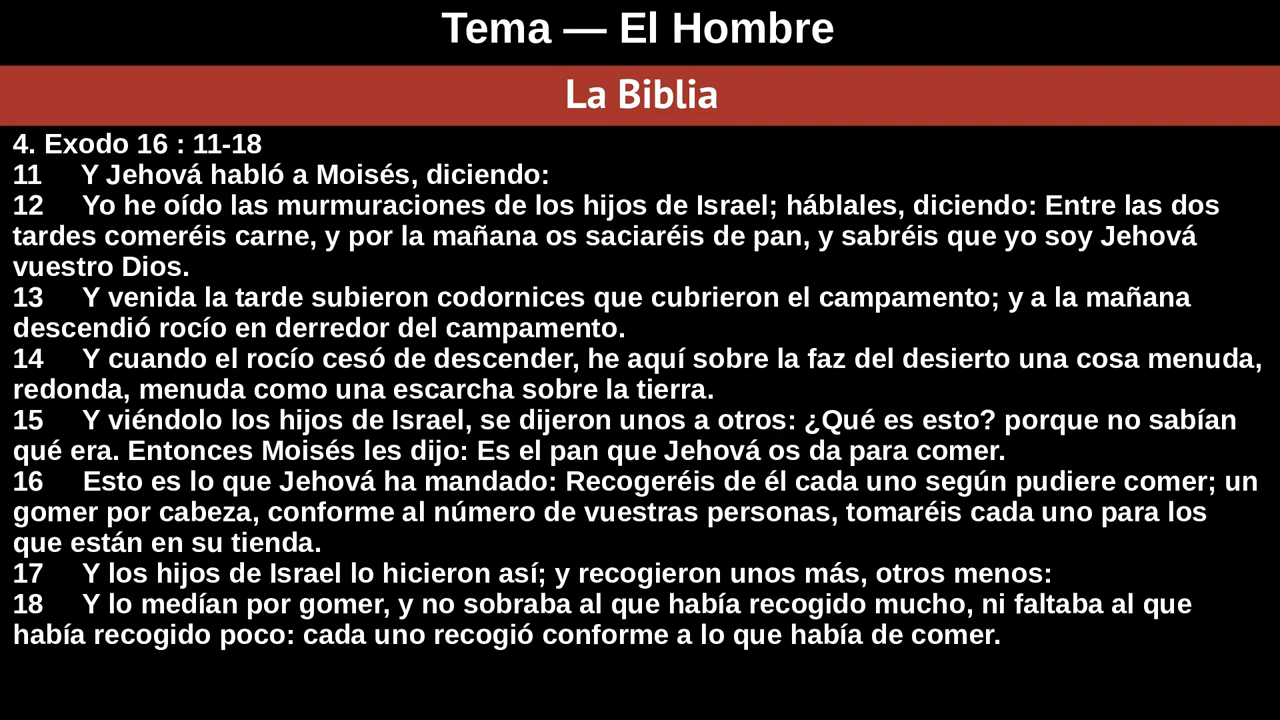 Tema — El Hombre
La Biblia
4. Exodo 16 : 11-18
11 Y Jehová habló a Moisés, diciendo:
12 Yo he oído las murmuraciones de los hijos de Israel; háblales, diciendo: Entre las dos
tardes comeréis carne, y por la mañana os saciaréis de pan, y sabréis que yo soy Jehová
vuestro Dios.
13 Y venida la tarde subieron codornices que cubrieron el campamento; y a la mañana
descendió rocío en derredor del campamento.
14 Y cuando el rocío cesó de descender, he aquí sobre la faz del desierto una cosa menuda,
redonda, menuda como una escarcha sobre la tierra.
15 Y viéndolo los hijos de Israel, se dijeron unos a otros: ¿Qué es esto? porque no sabían
qué era. Entonces Moisés les dijo: Es el pan que Jehová os da para comer.
16 Esto es lo que Jehová ha mandado: Recogeréis de él cada uno según pudiere comer; un
gomer por cabeza, conforme al número de vuestras personas, tomaréis cada uno para los
que están en su tienda.
17 Y los hijos de Israel lo hicieron así; y recogieron unos más, otros menos:
18 Y lo medían por gomer, y no sobraba al que había recogido mucho, ni faltaba al que
había recogido poco: cada uno recogió conforme a lo que había de comer.